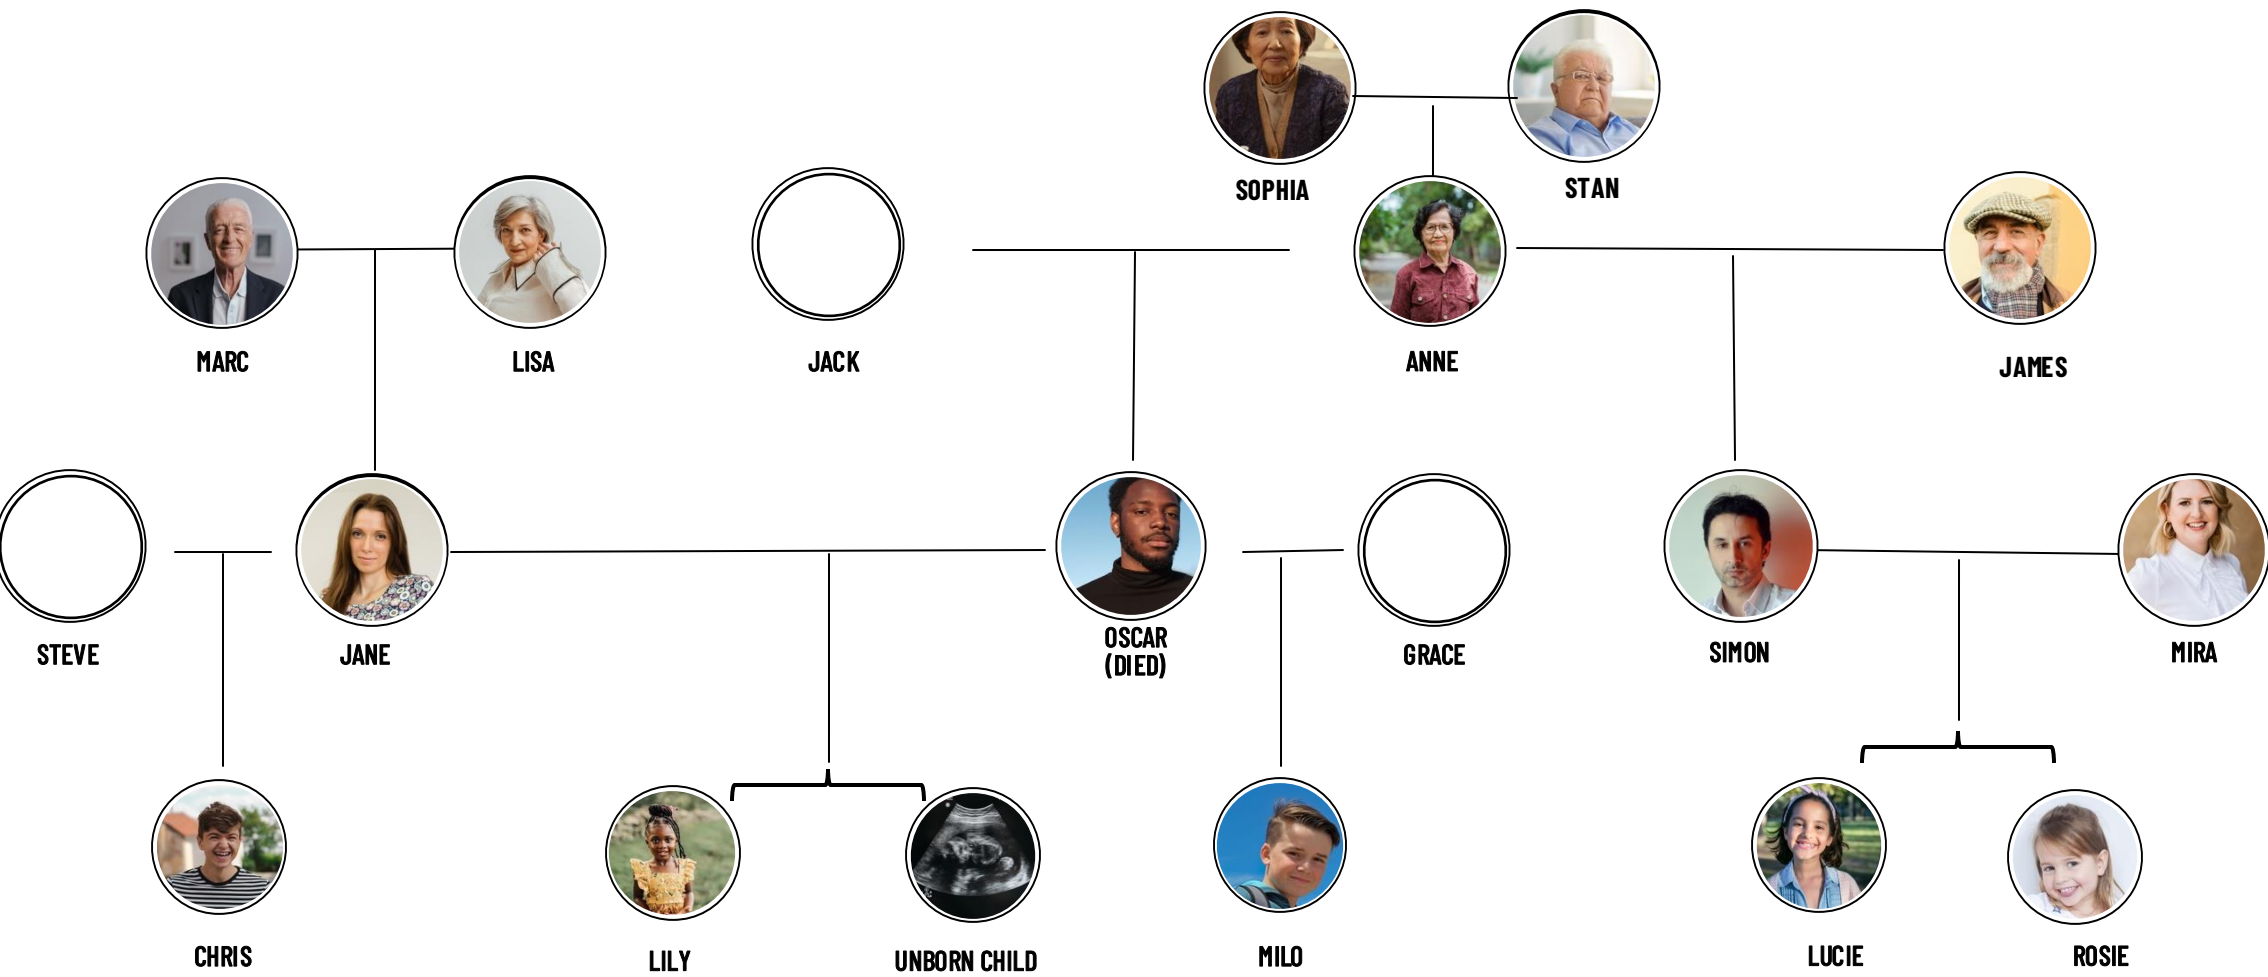 SOPHIA
STAN
MARC
LISA
JACK
ANNE
JAMES
STEVE
JANE
OSCAR
(DIED)
GRACE
SIMON
MIRA
CHRIS
LILY
UNBORN CHILD
MILO
LUCIE
ROSIE